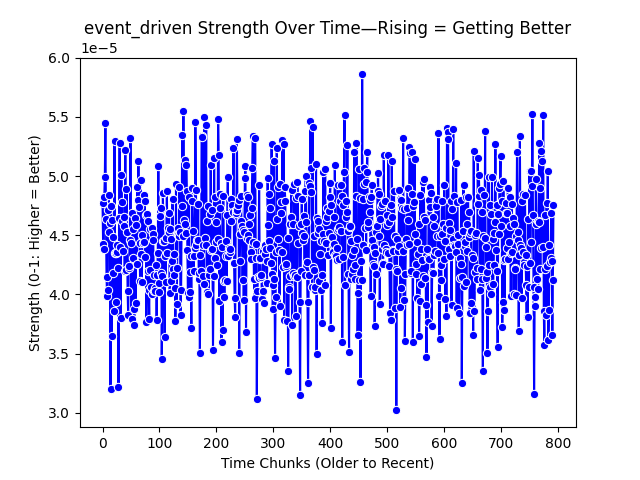 event_driven Strength Over Time—Rising = Getting Better
1e−5
6.0
5.5
5.0
4.5
4.0
3.5
3.0
Strength (0-1: Higher = Better)
0 100 200 300 400 500 600 700 800
Time Chunks (Older to Recent)